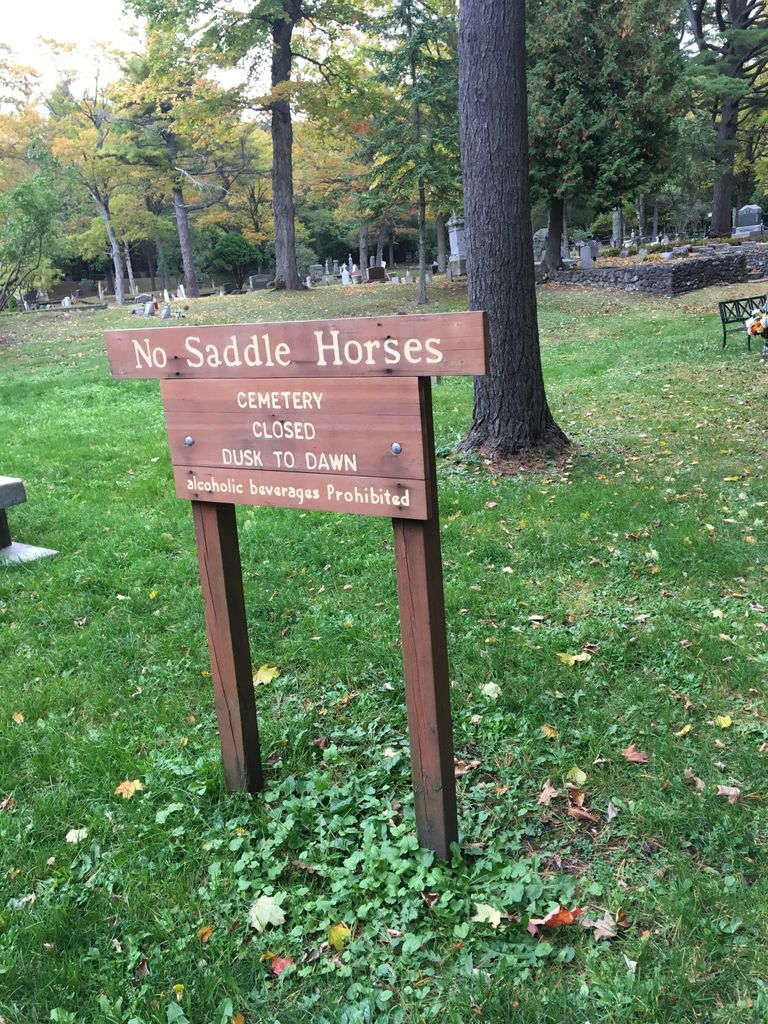 No Saddle Horses
CEMETERY
CLOSED
DUSK TO DAWN
alcoholic beverages Prohibited